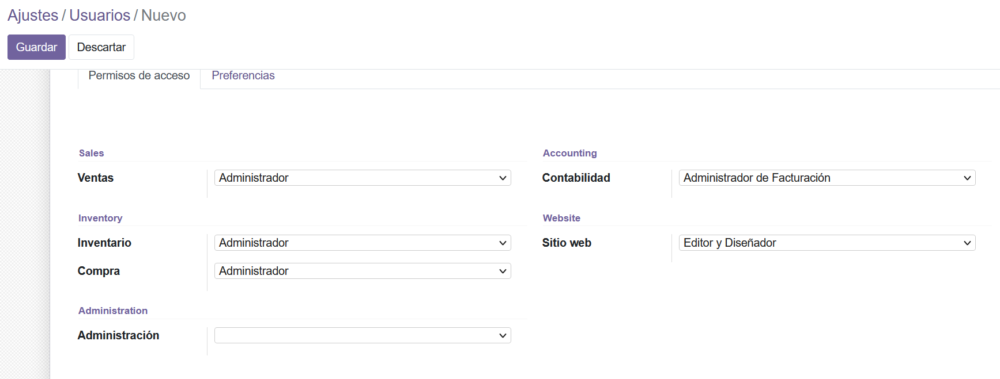 Ajustes / Usuarios / Nuevo
Guardar Descartar
Permisos de acceso Preferencias
Sales
Ventas Administrador
Accounting
Contabilidad Administrador de Facturación
Inventory
Inventario Administrador
Compra Administrador
Website
Sitio web Editor y Diseñador
Administration
Administración